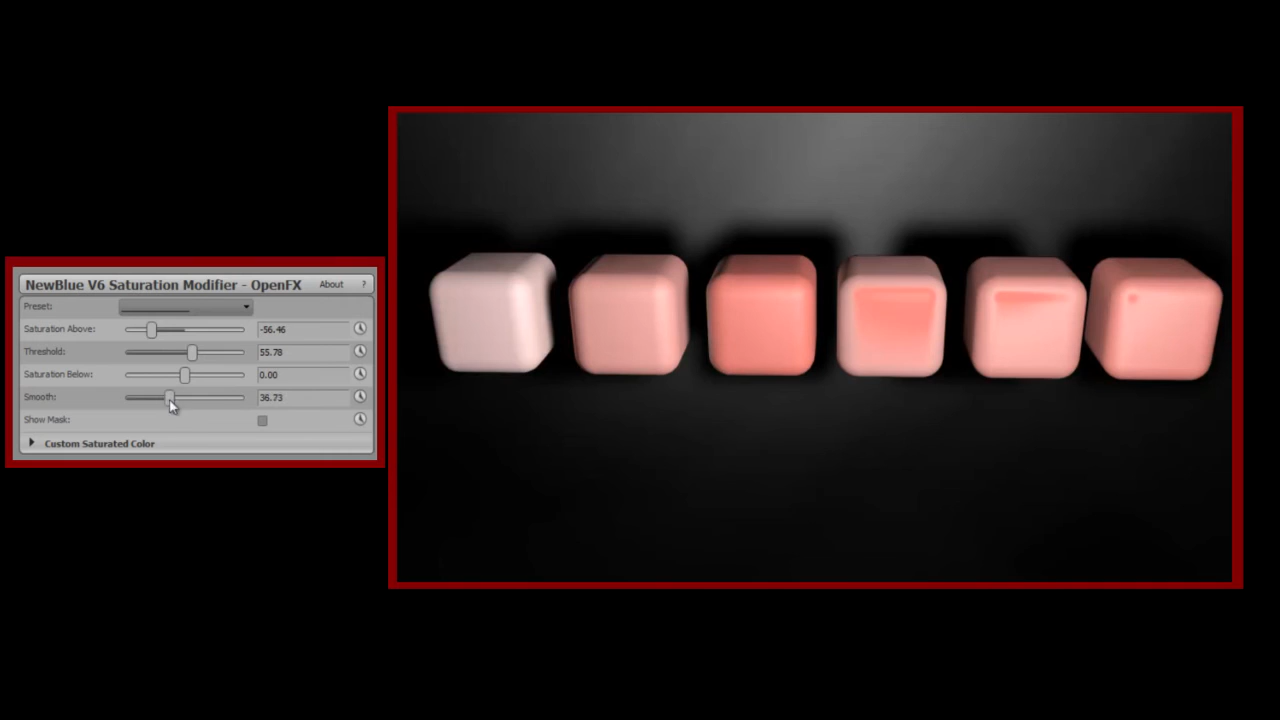 NewBlue V6 Saturation Modifier - OpenFX About ?
Preset:
Saturation Above: -56.46
Threshold: 55.78
Saturation Below: 0.00
Smooth: 36.73
Show Mask:
Custom Saturated Color